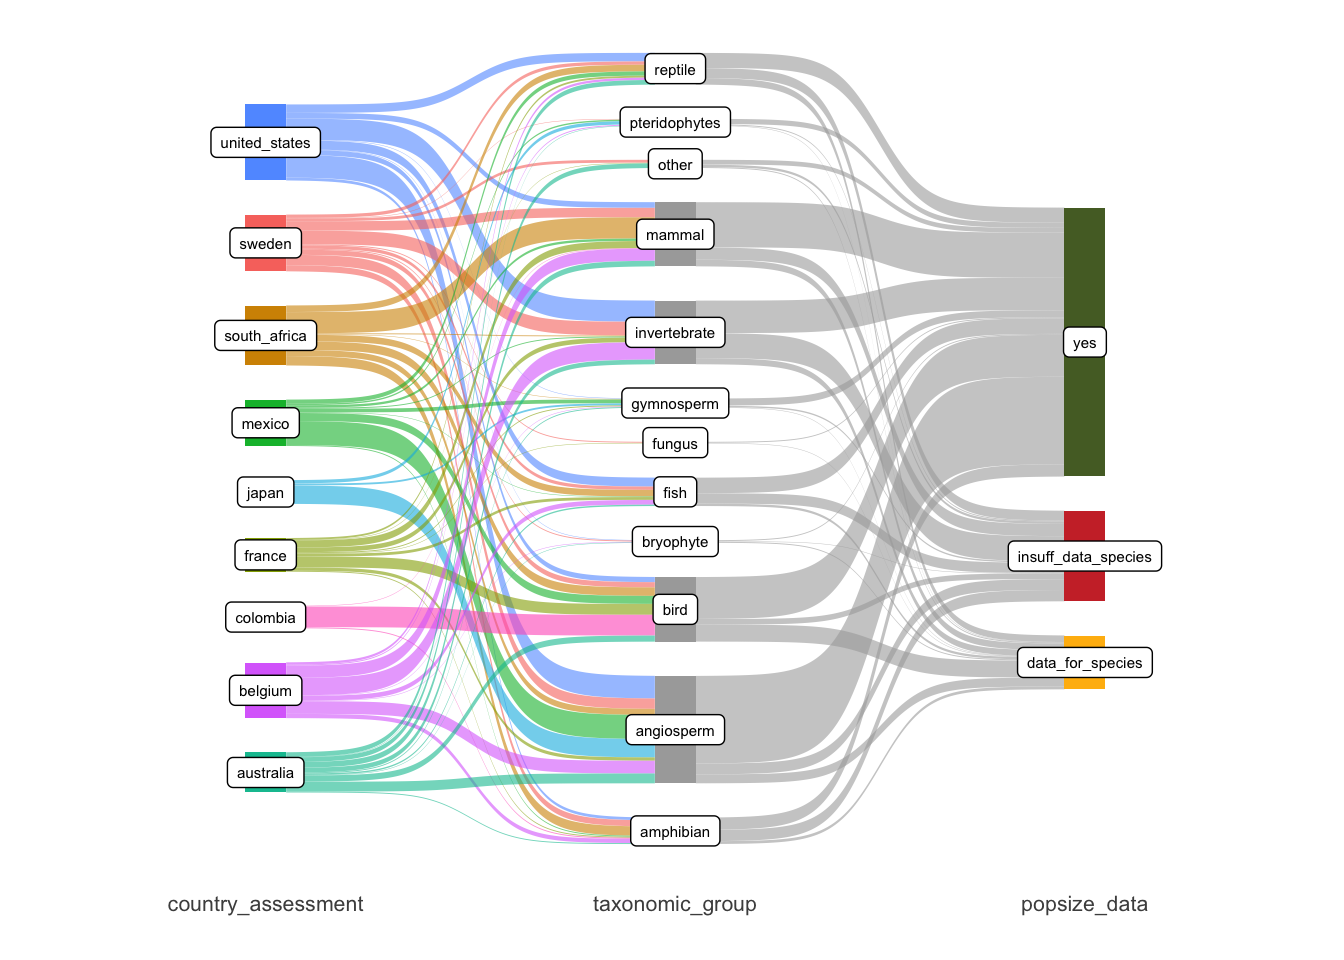 united_states
sweden
south_africa
mexico
japan
france
colombia
belgium
australia
reptile
pteridophytes
other
mammal
invertebrate
gymnosperm
fungus
fish
bryophyte
bird
angiosperm
amphibian
yes
insuff_data_species
data_for_species
country_assessment
taxonomic_group
popsize_data